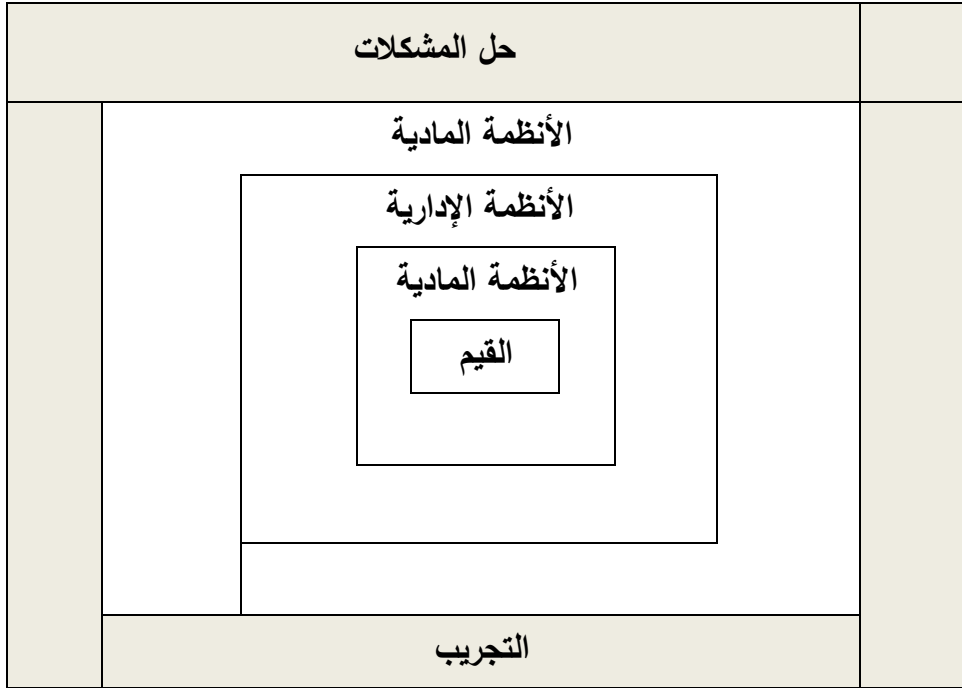 حل المشكلات
الأنظمة المادية
الأنظمة الإدارية
الأنظمة المادية
القيم
التجريب